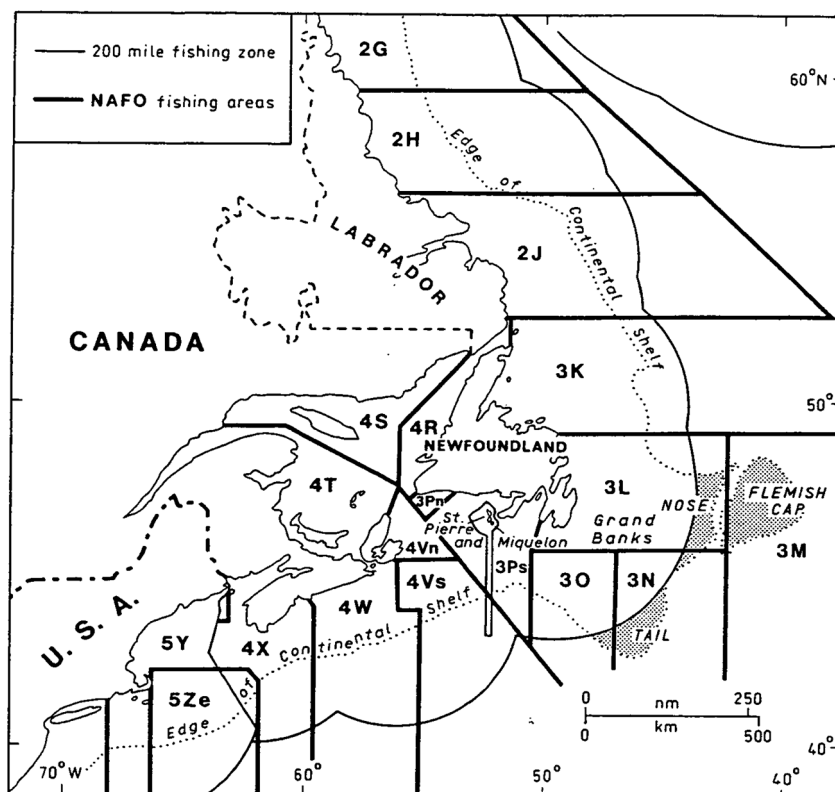 200 mile fishing zone
NAFO fishing areas
2G
60°N
2H
Edge of Continental Shelf
LABRADOR
2J
CANADA
3K
50°
4S
4R
NEWFOUNDLAND
4T
3Pn
3L
NOSE
FLEMISH
CAP
St.
Pierre
and
Miquelon
Grand
Banks
3M
4Vn
4Vs
3Ps
3O
3N
U. S. A.
4W
5Y
4X
TAIL
5Ze
Edge of Continental Shelf
0 nm 250
0 km 500
40°
70°W
60°
50°
40°